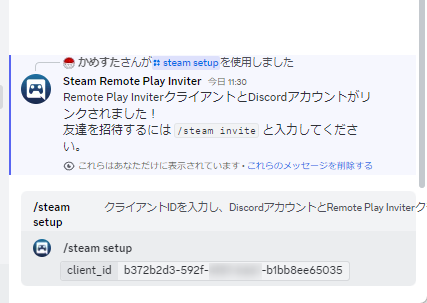 かめすたさんが steam setup を使用しました
Steam Remote Play Inviter 今日 11:30
Remote Play InviterクライアントとDiscordアカウントがリ
ンクされました！
友達を招待するには /steam invite と入力してくださ
い。
これらはあなただけに表示されています・これらのメッセージを削除する
/steam setup クライアントIDを入力し、DiscordアカウントとRemote Play Inviterク
/steam setup
client_id b372b2d3-592f- -b1bb8ee65035